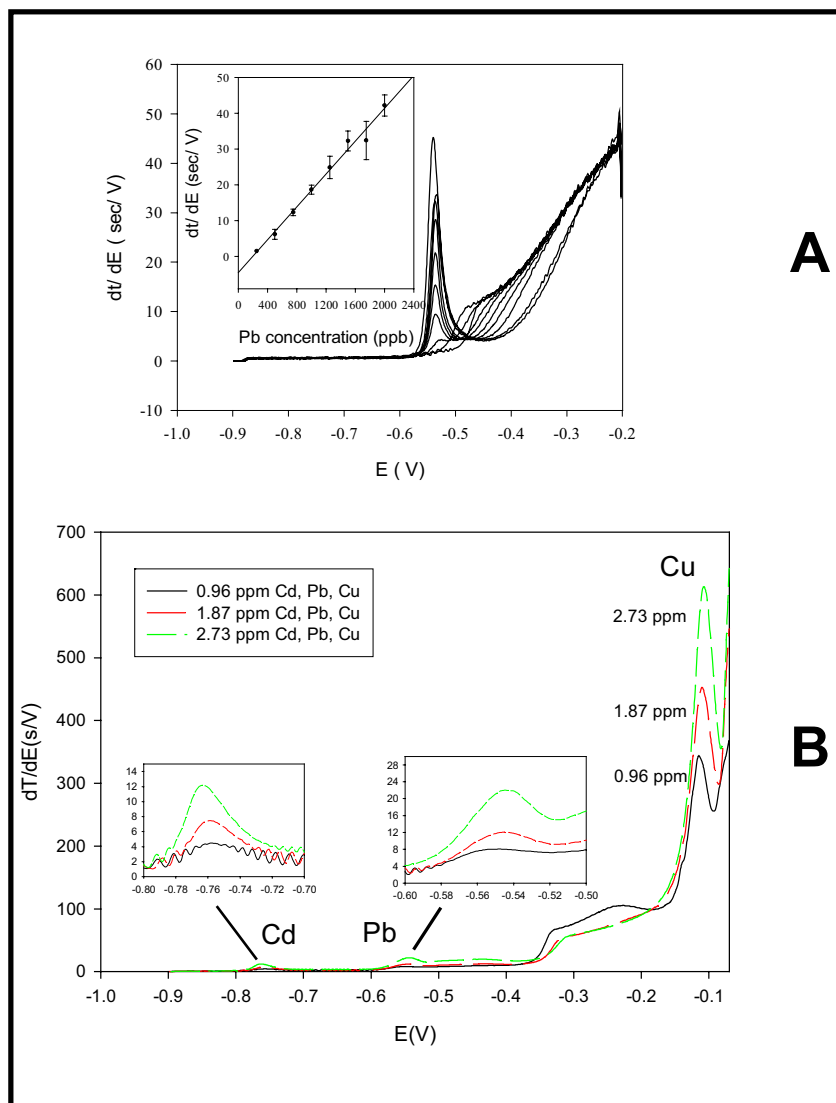 60
50
40
30
20
10
0
-10
dt/ dE ( sec/ V)
50
40
30
20
10
0
dt/ dE (sec/ V)
0 400 800 1200 1600 2000 2400
Pb concentration (ppb)
-1.0 -0.9 -0.8 -0.7 -0.6 -0.5 -0.4 -0.3 -0.2
E ( V)
A
700
600
500
400
300
200
100
0
dT/dE(s/V)
0.96 ppm Cd, Pb, Cu
1.87 ppm Cd, Pb, Cu
2.73 ppm Cd, Pb, Cu
Cu
2.73 ppm
1.87 ppm
0.96 ppm
B
14
12
10
8
6
4
2
0
-0.80 -0.78 -0.76 -0.74 -0.72 -0.70
28
24
20
16
12
8
4
0
-0.60 -0.58 -0.56 -0.54 -0.52 -0.50
Cd
Pb
-1.0 -0.9 -0.8 -0.7 -0.6 -0.5 -0.4 -0.3 -0.2 -0.1
E(V)